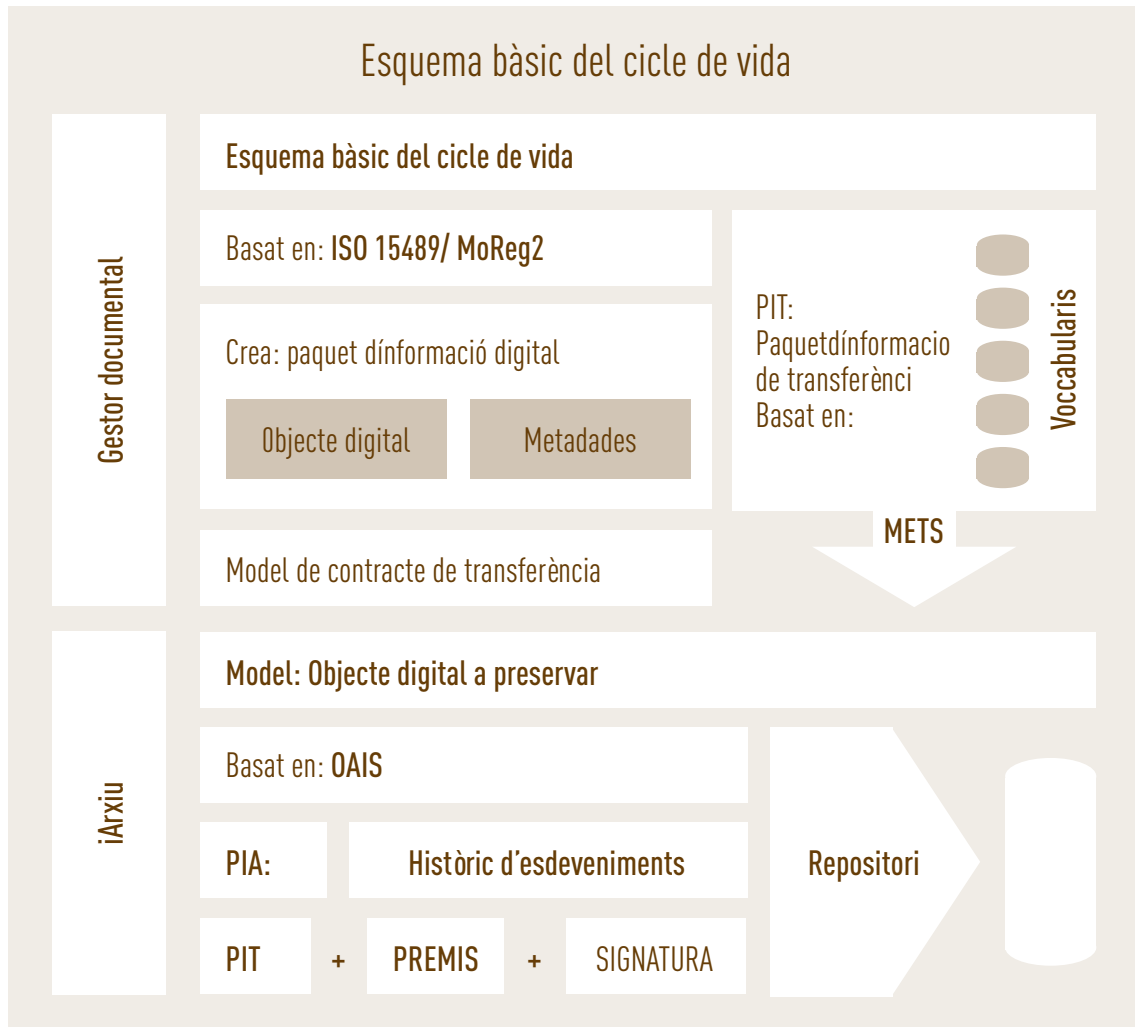 Esquema bàsic del cicle de vida
Gestor documental
Esquema bàsic del cicle de vida
Basat en: ISO 15489/ MoReg2
Crea: paquet dínformació digital
Objecte digital
Metadades
Model de contracte de transferència
PIT:
Paquetdínformacio
de transferènci
Basat en:
Voccabularis
METS
iArxiu
Model: Objecte digital a preservar
Basat en: OAIS
PIA:
Històric d'esdeveniments
PIT + PREMIS + SIGNATURA
Repositori